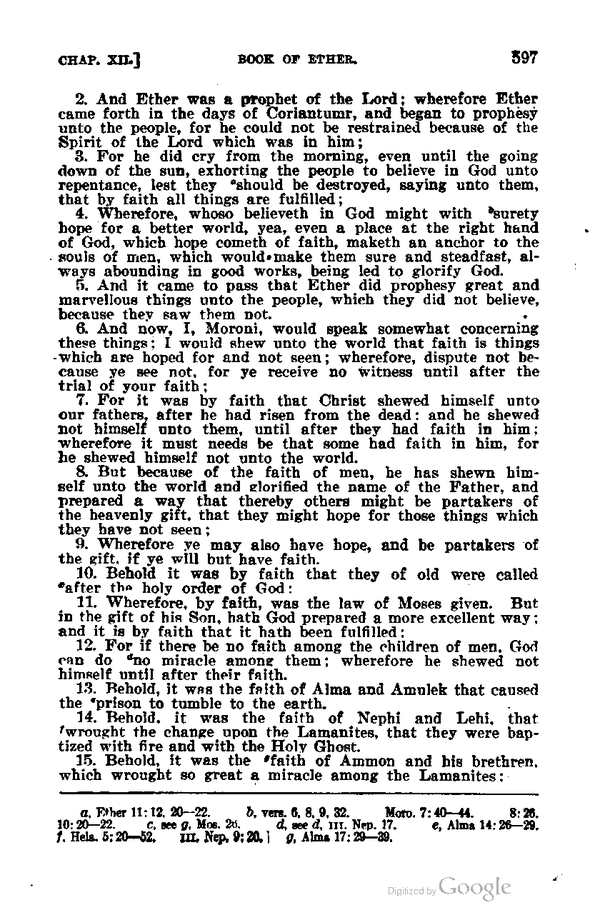 CHAP. XII.] BOOK OF ETHER. 597
2. And Ether was a prophet of the Lord; wherefore Ether
came forth in the days of Coriantumr, and began to prophesy
unto the people, for he could not be restrained because of the
Spirit of the Lord which was in him;
3. For he did cry from the morning, even until the going
down of the sun, exhorting the people to believe in God unto
repentance, lest they ᵃshould be destroyed, saying unto them,
that by faith all things are fulfilled;
4. Wherefore, whoso believeth in God might with ᵇsurety
hope for a better world, yea, even a place at the right hand
of God, which hope cometh of faith, maketh an anchor to the
souls of men, which would make them sure and steadfast, al-
ways abounding in good works, being led to glorify God.
5. And it came to pass that Ether did prophesy great and
marvellous things unto the people, which they did not believe,
because they saw them not.
6. And now, I, Moroni, would speak somewhat concerning
these things; I would shew unto the world that faith is things
which are hoped for and not seen; wherefore, dispute not be-
cause ye see not, for ye receive no witness until after the
trial of your faith;
7. For it was by faith that Christ shewed himself unto
our fathers, after he had risen from the dead: and he shewed
not himself unto them, until after they had faith in him;
wherefore it must needs be that some had faith in him, for
he shewed himself not unto the world.
8. But because of the faith of men, he has shewn him-
self unto the world and glorified the name of the Father, and
prepared a way that thereby others might be partakers of
the heavenly gift, that they might hope for those things which
they have not seen;
9. Wherefore ye may also have hope, and be partakers of
the gift, if ye will but have faith.
10. Behold it was by faith that they of old were called
ᶜafter the holy order of God:
11. Wherefore, by faith, was the law of Moses given. But
in the gift of his Son, hath God prepared a more excellent way;
and it is by faith that it hath been fulfilled:
12. For if there be no faith among the children of men, God
can do ᵈno miracle among them; wherefore he shewed not
himself until after their faith.
13. Behold, it was the faith of Alma and Amulek that caused
the ᵉprison to tumble to the earth.
14. Behold, it was the faith of Nephi and Lehi, that
ᶠwrought the change upon the Lamanites, that they were bap-
tized with fire and with the Holy Ghost.
15. Behold, it was the ᵍfaith of Ammon and his brethren,
which wrought so great a miracle among the Lamanites:
a, Ether 11:12, 20—22. b, vers. 6, 8, 9, 32. Moro. 7:40—44. 8:26.
10:20—22. c, see g, Mos. 26. d, see d, III. Nep. 17. e, Alma 14:26—29.
f. Hela. 5:20—52. III. Nep. 9:20. g, Alma 17:29—39.
Digitized by Google